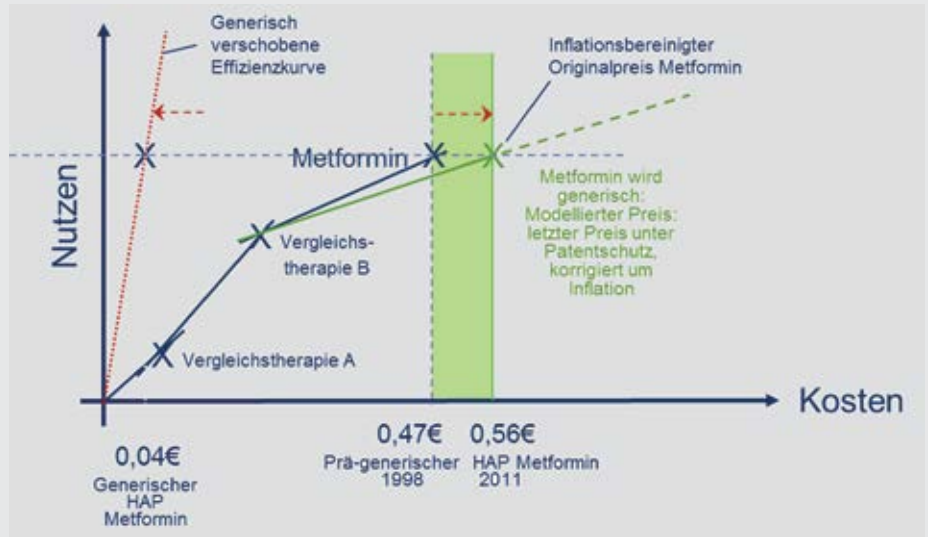 Generisch
verschobene
Effizienzkurve
Inflationsbereinigter
Originalpreis Metformin
Nutzen
Metformin
Metformin wird
generisch:
Modellierter Preis:
letzter Preis unter
Patentschutz,
korrigiert um
Inflation
Vergleichs-
therapie B
Vergleichstherapie A
Kosten
0,04€
Generischer
HAP
Metformin
0,47€
Prä-generischer
1998
0,56€
HAP Metformin
2011